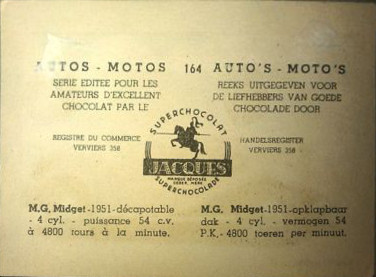 AUTOS - MOTOS 164 AUTO'S - MOTO'S
SERIE EDITEE POUR LES
AMATEURS D'EXCELLENT
CHOCOLAT PAR LE
REEKS UITGEGEVEN VOOR
DE LIEFHEBBERS VAN GOEDE
CHOCOLADE DOOR
SUPERCHOCOLAT
REGISTRE DU COMMERCE
VERVIERS 258
HANDELSREGISTER
VERVIERS 258
JACQUES
MARQUE DÉPOSÉE
SUPERCHOCOLADE
M.G. Midget-1951-décapotable
- 4 cyl. - puissance 54 c.v.
à 4800 tours à la minute.
M.G. Midget-1951-opklapbaar
dak - 4 cyl. - vermogen 54
P.K.- 4800 toeren per minuut.